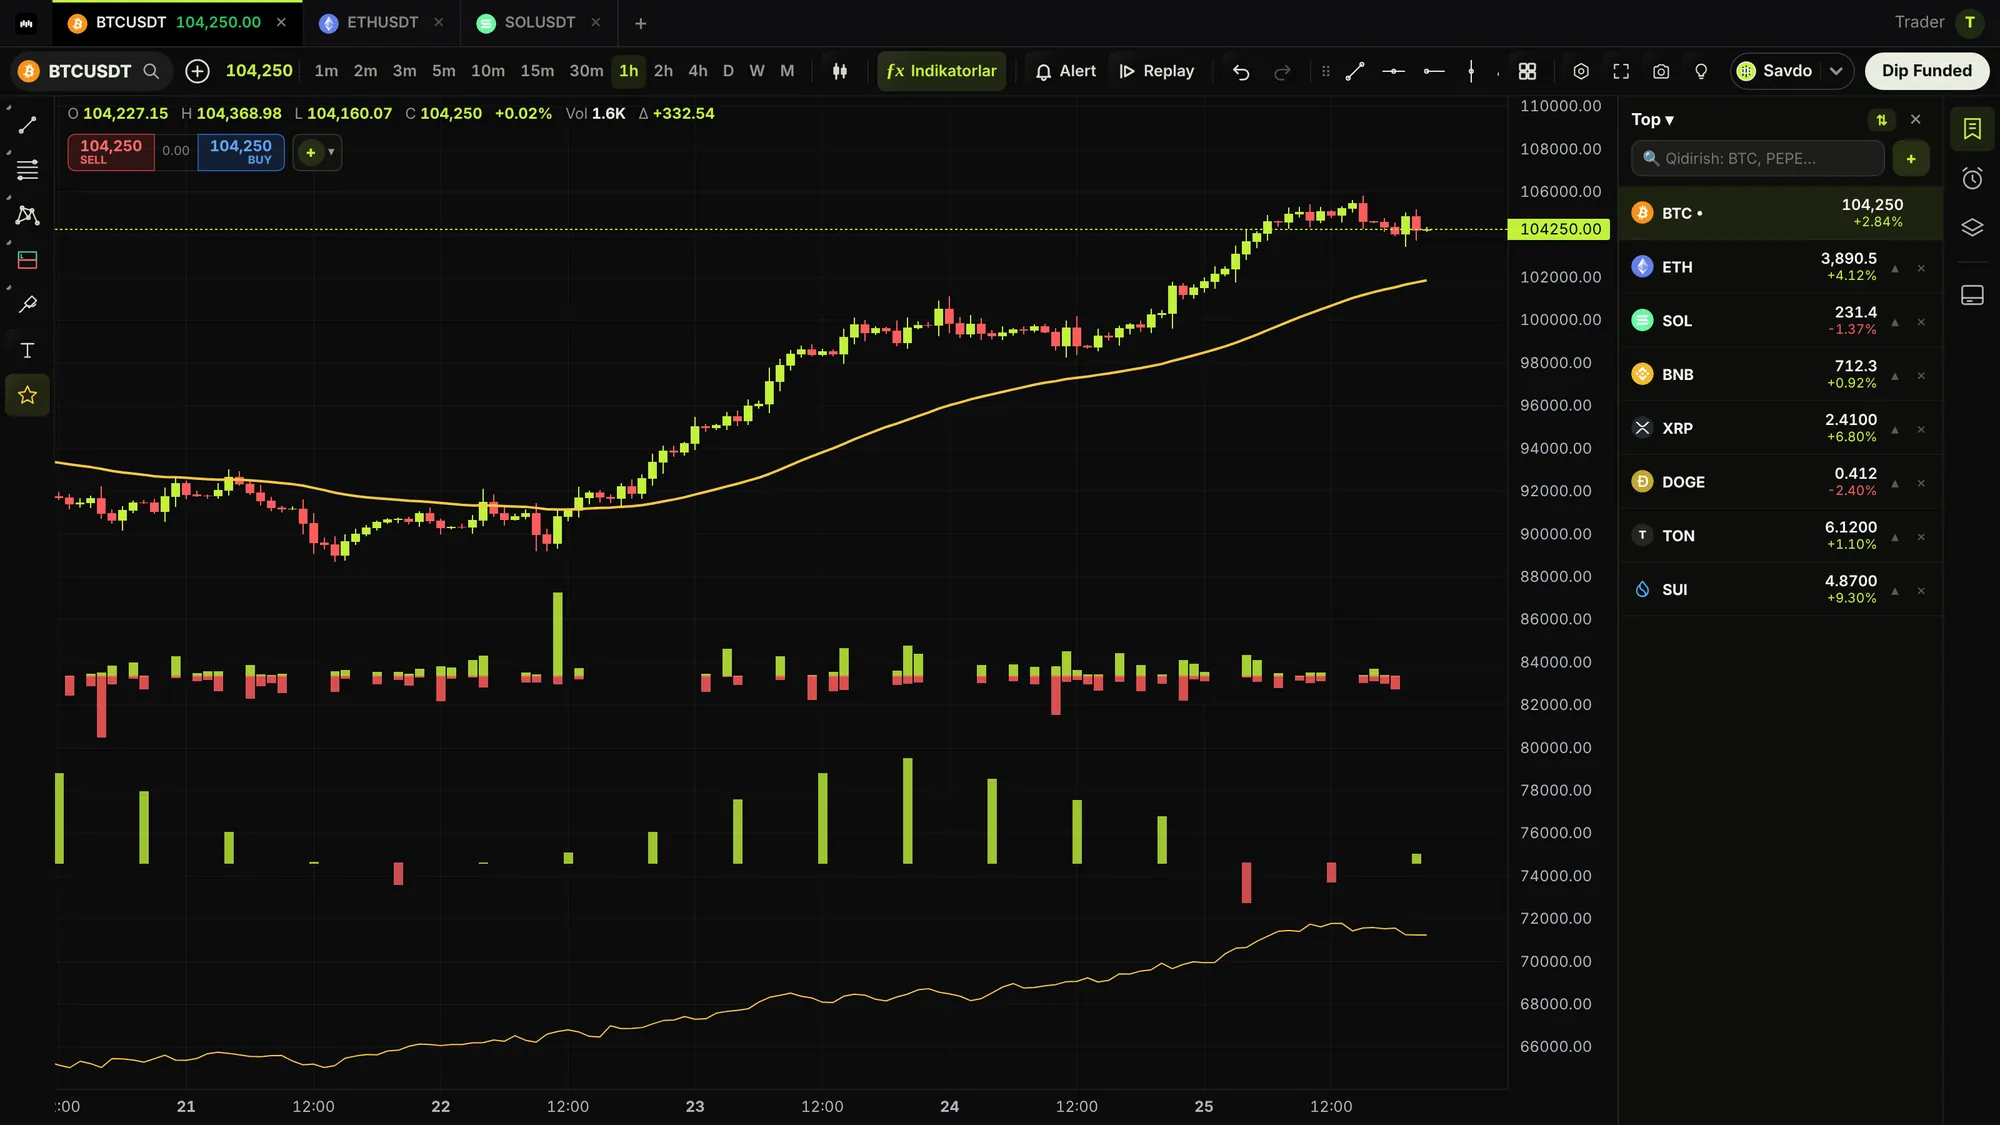 BTCUSDT 104,250.00 ×
ETHUSDT ×
SOLUSDT ×
+
Trader T
BTCUSDT
104,250
1m 2m 3m 5m 10m 15m 30m 1h 2h 4h D W M
ƒx Indikatorlar
Alert
Replay
Savdo
Dip Funded
O 104,227.15 H 104,368.98 L 104,160.07 C 104,250 +0.02% Vol 1.6K Δ +332.54
104,250
SELL
0.00
104,250
BUY
+ ▾
T
110000.00
108000.00
106000.00
104250.00
102000.00
100000.00
98000.00
96000.00
94000.00
92000.00
90000.00
88000.00
86000.00
84000.00
82000.00
80000.00
78000.00
76000.00
74000.00
72000.00
70000.00
68000.00
66000.00
:00 21 12:00 22 12:00 23 12:00 24 12:00 25 12:00
Top ▾
Qidirish: BTC, PEPE...
+
BTC • 104,250
+2.84%
ETH 3,890.5
+4.12%
SOL 231.4
-1.37%
BNB 712.3
+0.92%
XRP 2.4100
+6.80%
DOGE 0.412
-2.40%
T TON 6.1200
+1.10%
SUI 4.8700
+9.30%